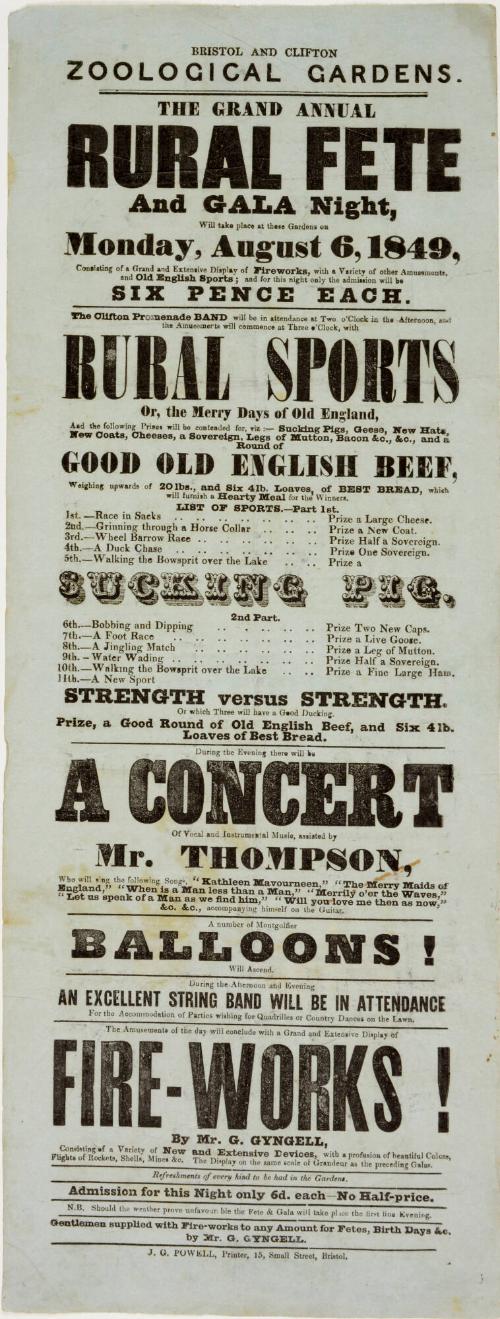 BRISTOL AND CLIFTON
ZOOLOGICAL GARDENS.
THE GRAND ANNUAL
RURAL FETE
And GALA Night,
Will take place at these Gardens on
Monday, August 6, 1849,
Consisting of a Grand and Extensive Display of Fireworks, with a Variety of other Amusements,
and Old English Sports; and for this night only the admission will be
SIX PENCE EACH.
The Clifton Promenade BAND will be in attendance at Two o'Clock in the Afternoon, and
the Amusements will commence at Three o'Clock, with
RURAL SPORTS
Or, the Merry Days of Old England,
And the following Prizes will be contended for, viz:— Sucking Pigs, Geese, New Hats,
New Coats, Cheeses, a Sovereign, Legs of Mutton, Bacon &c., &c., and a
Round of
GOOD OLD ENGLISH BEEF,
Weighing upwards of 20 lbs., and Six 4lb. Loaves, of BEST BREAD, which
will furnish a Hearty Meal for the Winners.
LIST OF SPORTS.—Part 1st.
1st.—Race in Sacks .. .. .. .. .. .. .. Prize a Large Cheese.
2nd.—Grinning through a Horse Collar .. .. .. .. Prize a New Coat.
3rd.—Wheel Barrow Race .. .. .. .. .. .. Prize Half a Sovereign.
4th.—A Duck Chase .. .. .. .. .. .. .. Prize One Sovereign.
5th.—Walking the Bowsprit over the Lake .. .. .. Prize a
SUCKING PIG.
2nd Part.
6th.—Bobbing and Dipping .. .. .. .. .. Prize Two New Caps.
7th.—A Foot Race .. .. .. .. .. .. Prize a Live Goose.
8th.—A Jingling Match .. .. .. .. .. .. Prize a Leg of Mutton.
9th.—Water Wading .. .. .. .. .. .. Prize Half a Sovereign.
10th.—Walking the Bowsprit over the Lake .. .. .. Prize a Fine Large Ham.
11th.—A New Sport
STRENGTH versus STRENGTH.
Or which Three will have a Good Ducking.
Prize, a Good Round of Old English Beef, and Six 4lb.
Loaves of Best Bread.
During the Evening there will be
A CONCERT
Of Vocal and Instrumental Music, assisted by
Mr. THOMPSON,
Who will sing the following Songs, "Kathleen Mavourneen," "The Merry Maids of
England," "When is a Man less than a Man," "Merrily o'er the Waves,"
"Let us speak of a Man as we find him," "Will you love me then as now,"
&c. &c., accompanying himself on the Guitar.
A number of Montgolfier
BALLOONS!
Will Ascend.
During the Afternoon and Evening
AN EXCELLENT STRING BAND WILL BE IN ATTENDANCE
For the Accommodation of Parties wishing for Quadrilles or Country Dances on the Lawn.
The Amusements of the day will conclude with a Grand and Extensive Display of
FIRE-WORKS!
By Mr. G. GYNGELL,
Consisting of a Variety of New and Extensive Devices, with a profusion of beautiful Colors,
Flights of Rockets, Shells, Mines &c. The Display on the same scale of Grandeur as the preceding Galas.
Refreshments of every kind to be had in the Gardens.
Admission for this Night only 6d. each—No Half-price.
N.B. Should the weather prove unfavourable the Fete & Gala will take place the first fine Evening.
Gentlemen supplied with Fire-works to any Amount for Fetes, Birth Days &c.
by Mr. G. GYNGELL.
J. G. POWELL, Printer, 15, Small Street, Bristol.